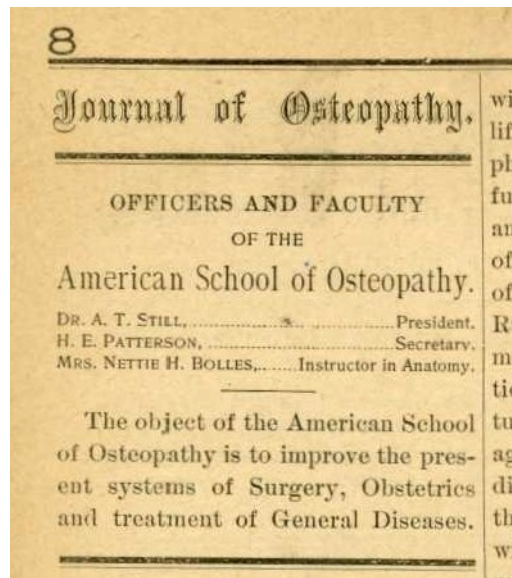 8
Journal of Osteopathy.
OFFICERS AND FACULTY
OF THE
American School of Osteopathy.
DR. A. T. STILL,....................President.
H. E. PATTERSON,....................Secretary.
MRS. NETTIE H. BOLLES,.......Instructor in Anatomy.
The object of the American School
of Osteopathy is to improve the pres-
ent systems of Surgery, Obstetrics
and treatment of General Diseases.